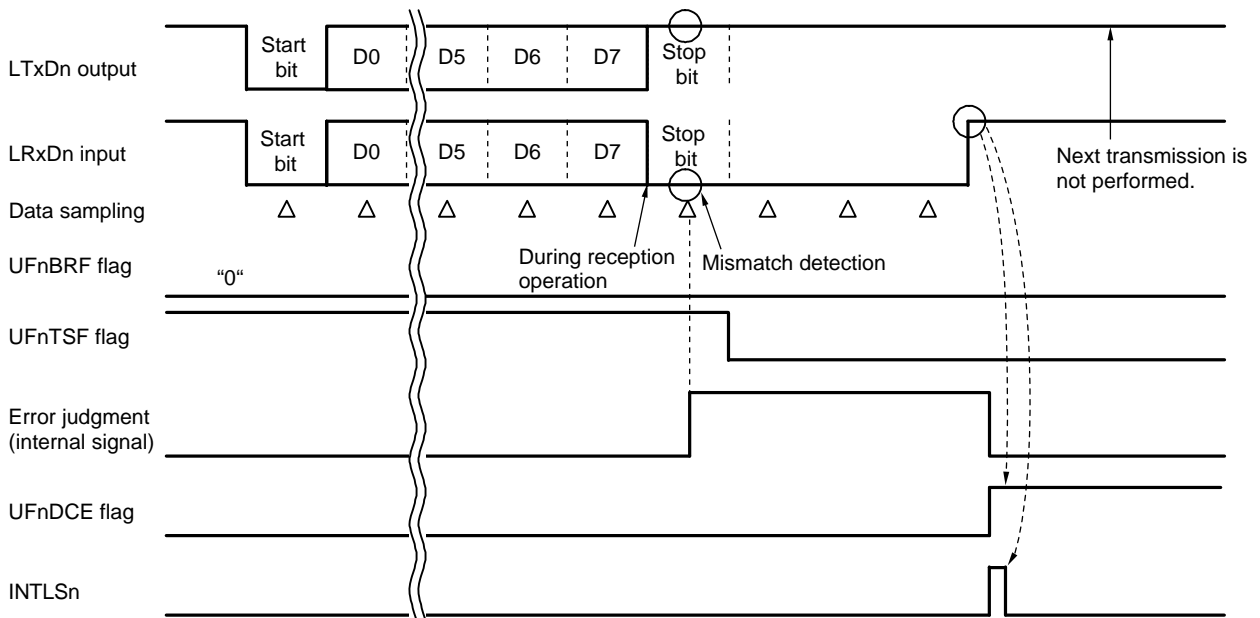 LTxDn output
Start
bit
D0
D5
D6
D7
Stop
bit
LRxDn input
Start
bit
D0
D5
D6
D7
Stop
bit
Next transmission is
not performed.
Data sampling
During reception
operation
Mismatch detection
UFnBRF flag
“0“
UFnTSF flag
Error judgment
(internal signal)
UFnDCE flag
INTLSn